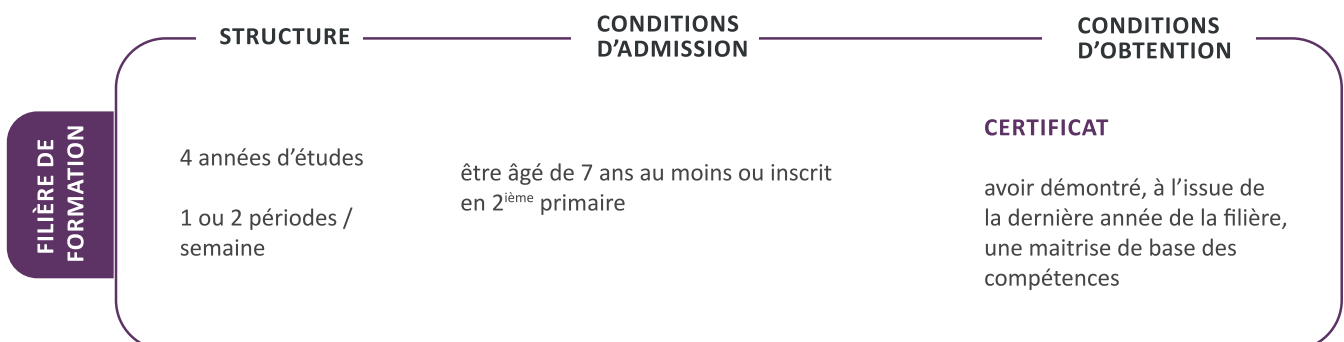 STRUCTURE
CONDITIONS
D’ADMISSION
CONDITIONS
D’OBTENTION
FILIÈRE DE
FORMATION
4 années d’études
1 ou 2 périodes /
semaine
être âgé de 7 ans au moins ou inscrit
en 2ième primaire
CERTIFICAT
avoir démontré, à l’issue de
la dernière année de la filière,
une maitrise de base des
compétences